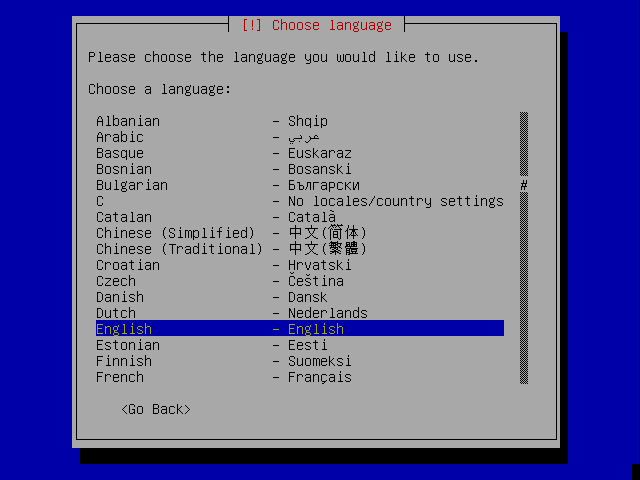 [!] Choose language
Please choose the language you would like to use.
Choose a language:
Albanian - Shqip
Arabic - عربي
Basque - Euskaraz
Bosnian - Bosanski
Bulgarian - Български #
C - No locales/country settings
Catalan - Català
Chinese (Simplified) - 中文(简体)
Chinese (Traditional) - 中文(繁體)
Croatian - Hrvatski
Czech - Čeština
Danish - Dansk
Dutch - Nederlands
English - English
Estonian - Eesti
Finnish - Suomeksi
French - Français
<Go Back>